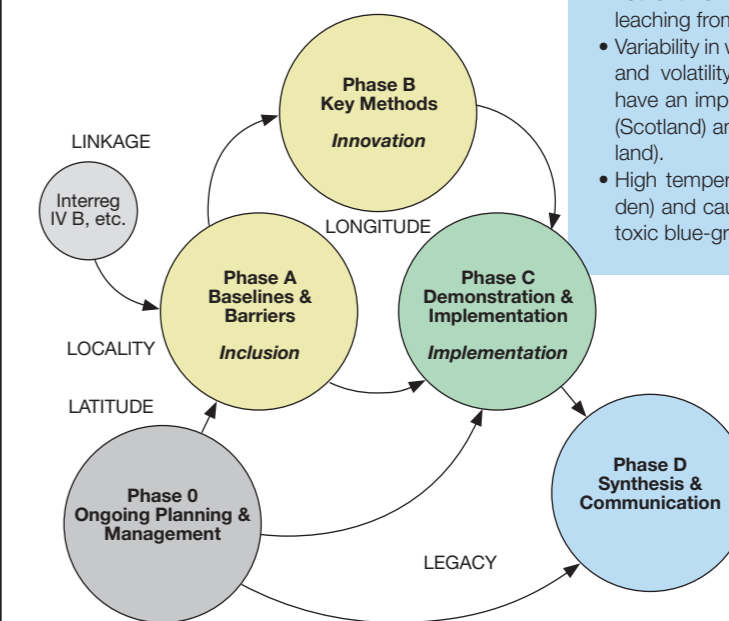 leaching from
• Variability in
and volatility
have an imp
(Scotland) an
land).
• High temper
den) and cau
toxic blue-gr
Phase B
Key Methods
Innovation
LINKAGE
Interreg
IV B, etc.
LONGITUDE
Phase A
Baselines &
Barriers
Inclusion
Phase C
Demonstration &
Implementation
Implementation
LOCALITY
LATITUDE
Phase 0
Ongoing Planning &
Management
Phase D
Synthesis &
Communication
LEGACY